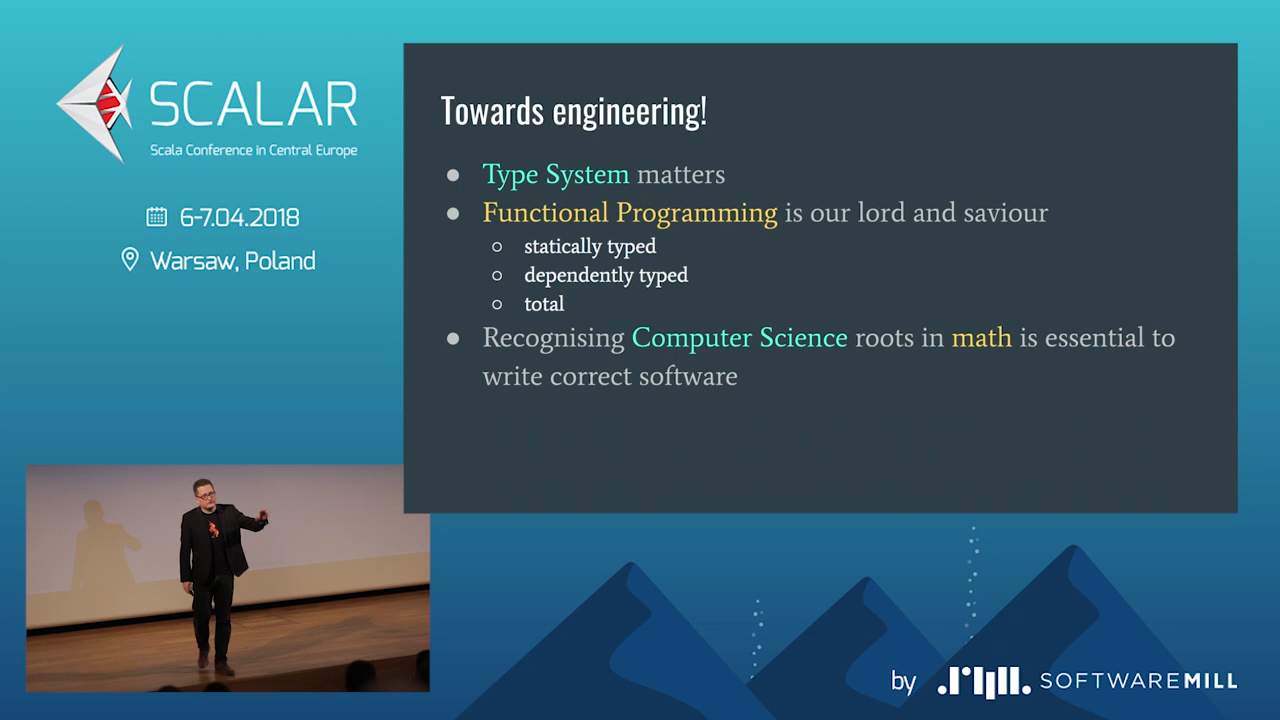 SCALAR
Scala Conference in Central Europe
6-7.04.2018
Warsaw, Poland
Towards engineering!
Type System matters
Functional Programming is our lord and saviour
statically typed
dependently typed
total
Recognising Computer Science roots in math is essential to
write correct software
by SOFTWAREMILL